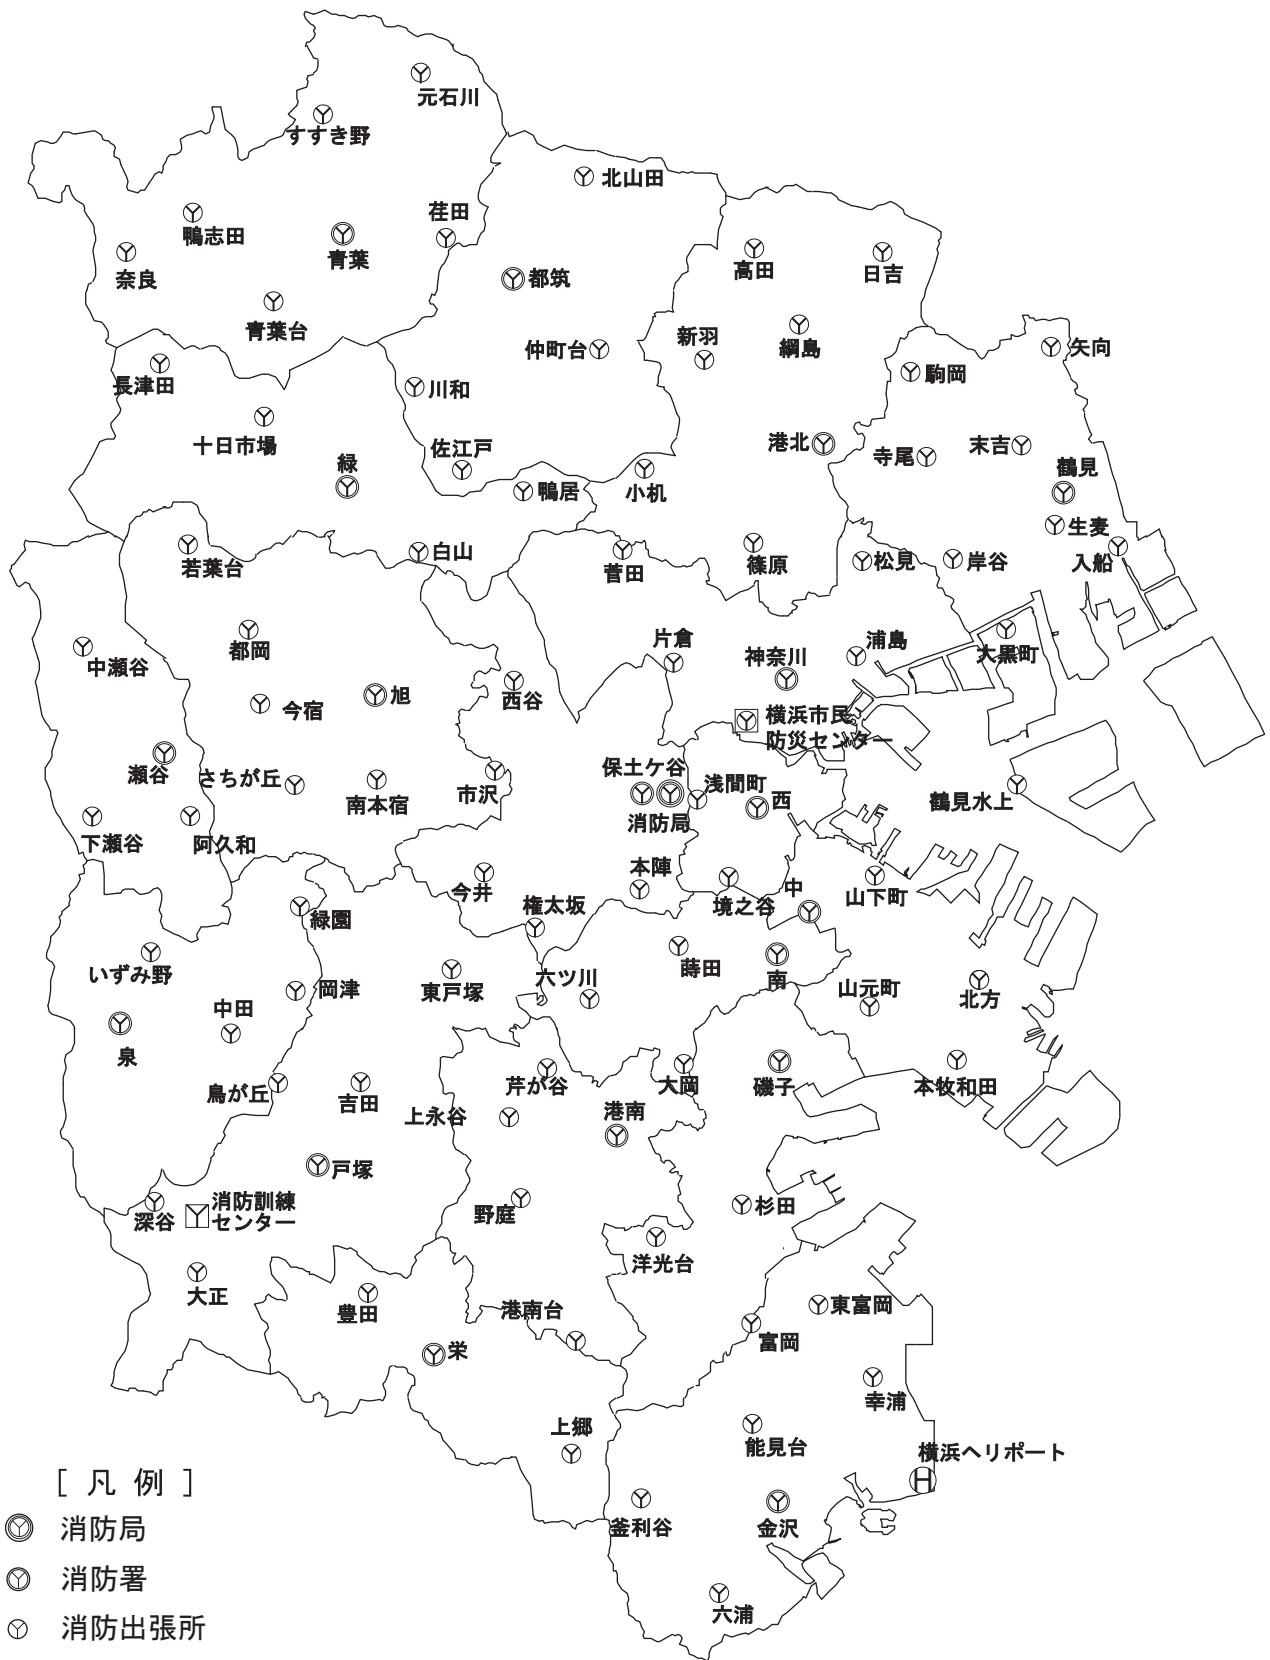 元石川
すすき野
北山田
荏田
鴨志田
青葉
高田
日吉
奈良
都筑
青葉台
新羽
綱島
仲町台
矢向
駒岡
長津田
川和
十日市場
佐江戸
港北
寺尾
末吉
鶴見
緑
鴨居
小机
生麦
白山
菅田
篠原
松見
岸谷
入船
若葉台
都岡
片倉
神奈川
浦島
大黒町
中瀬谷
今宿
旭
西谷
横浜市民
防災センター
瀬谷
さちが丘
南本宿
市沢
保土ケ谷
浅間町
西
鶴見水上
消防局
下瀬谷
阿久和
今井
本陣
境之谷
中
山下町
緑園
権太坂
いずみ野
岡津
東戸塚
六ツ川
蒔田
南
山元町
北方
中田
泉
鳥が丘
吉田
上永谷
芹が谷
大岡
磯子
本牧和田
港南
戸塚
深谷
消防訓練
センター
野庭
杉田
洋光台
大正
豊田
港南台
東富岡
富岡
栄
幸浦
上郷
能見台
横浜ヘリポート
H
釜利谷
金沢
六浦
[ 凡 例 ]
消防局
消防署
消防出張所